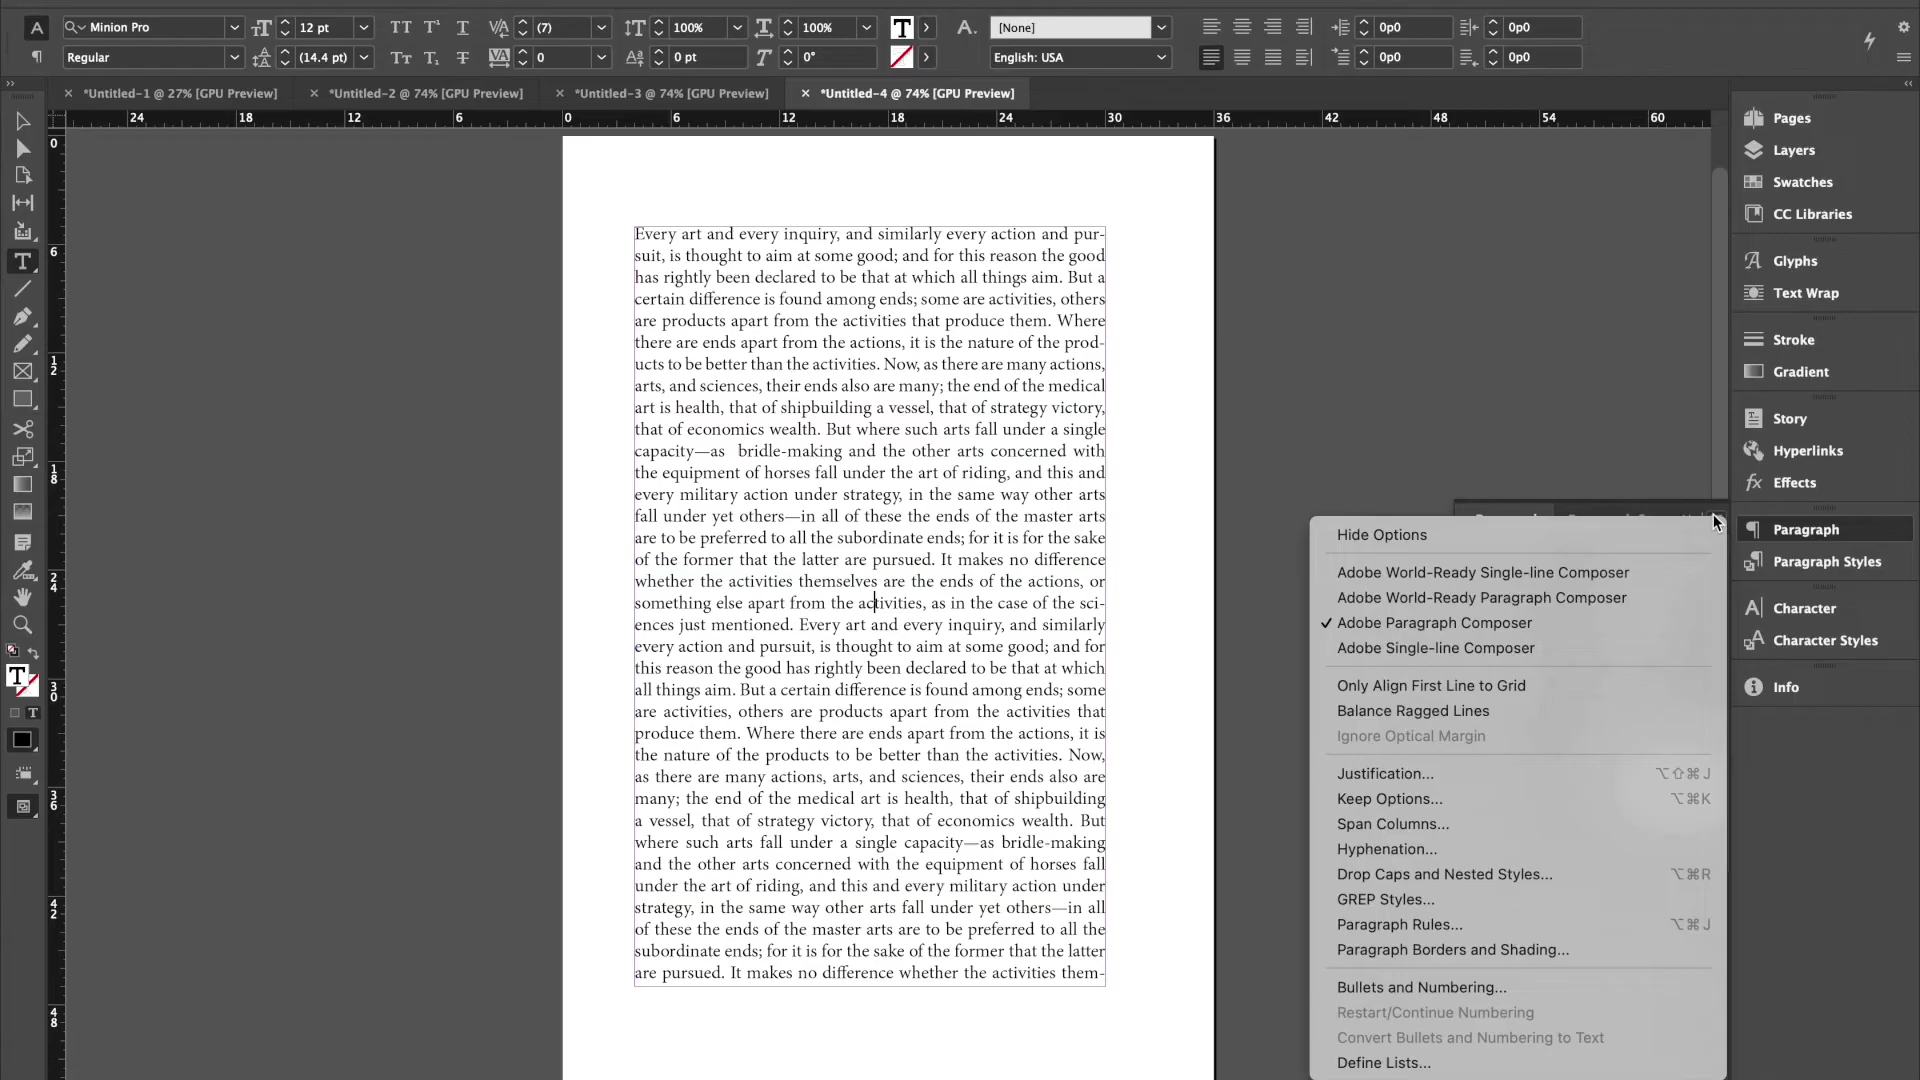 Minion Pro 12 pt (7) 100% 100% [None] 0p0 0p0
Regular (14.4 pt) 0 0 pt 0° English: USA 0p0 0p0
*Untitled-1 @ 27% [GPU Preview] *Untitled-2 @ 74% [GPU Preview] *Untitled-3 @ 74% [GPU Preview] *Untitled-4 @ 74% [GPU Preview]
24 18 12 6 0 6 12 18 24 30 36 42 48 54 60
0
6
12
18
24
30
36
42
48
Every art and every inquiry, and similarly every action and pur-
suit, is thought to aim at some good; and for this reason the good
has rightly been declared to be that at which all things aim. But a
certain difference is found among ends; some are activities, others
are products apart from the activities that produce them. Where
there are ends apart from the actions, it is the nature of the prod-
ucts to be better than the activities. Now, as there are many actions,
arts, and sciences, their ends also are many; the end of the medical
art is health, that of shipbuilding a vessel, that of strategy victory,
that of economics wealth. But where such arts fall under a single
capacity—as  bridle-making and the other arts concerned with
the equipment of horses fall under the art of riding, and this and
every military action under strategy, in the same way other arts
fall under yet others—in all of these the ends of the master arts
are to be preferred to all the subordinate ends; for it is for the sake
of the former that the latter are pursued. It makes no difference
whether the activities themselves are the ends of the actions, or
something else apart from the activities, as in the case of the sci-
ences just mentioned. Every art and every inquiry, and similarly
every action and pursuit, is thought to aim at some good; and for
this reason the good has rightly been declared to be that at which
all things aim. But a certain difference is found among ends; some
are activities, others are products apart from the activities that
produce them. Where there are ends apart from the actions, it is
the nature of the products to be better than the activities. Now,
as there are many actions, arts, and sciences, their ends also are
many; the end of the medical art is health, that of shipbuilding
a vessel, that of strategy victory, that of economics wealth. But
where such arts fall under a single capacity—as bridle-making
and the other arts concerned with the equipment of horses fall
under the art of riding, and this and every military action under
strategy, in the same way other arts fall under yet others—in all
of these the ends of the master arts are to be preferred to all the
subordinate ends; for it is for the sake of the former that the latter
are pursued. It makes no difference whether the activities them-
Hide Options
Adobe World-Ready Single-line Composer
Adobe World-Ready Paragraph Composer
✓ Adobe Paragraph Composer
Adobe Single-line Composer
Only Align First Line to Grid
Balance Ragged Lines
Ignore Optical Margin
Justification... ⌥⇧⌘J
Keep Options... ⌥⌘K
Span Columns...
Hyphenation...
Drop Caps and Nested Styles... ⌥⌘R
GREP Styles...
Paragraph Rules... ⌥⌘J
Paragraph Borders and Shading...
Bullets and Numbering...
Restart/Continue Numbering
Convert Bullets and Numbering to Text
Define Lists...
Pages
Layers
Swatches
CC Libraries
Glyphs
Text Wrap
Stroke
Gradient
Story
Hyperlinks
Effects
Paragraph
Paragraph Styles
Character
Character Styles
Info